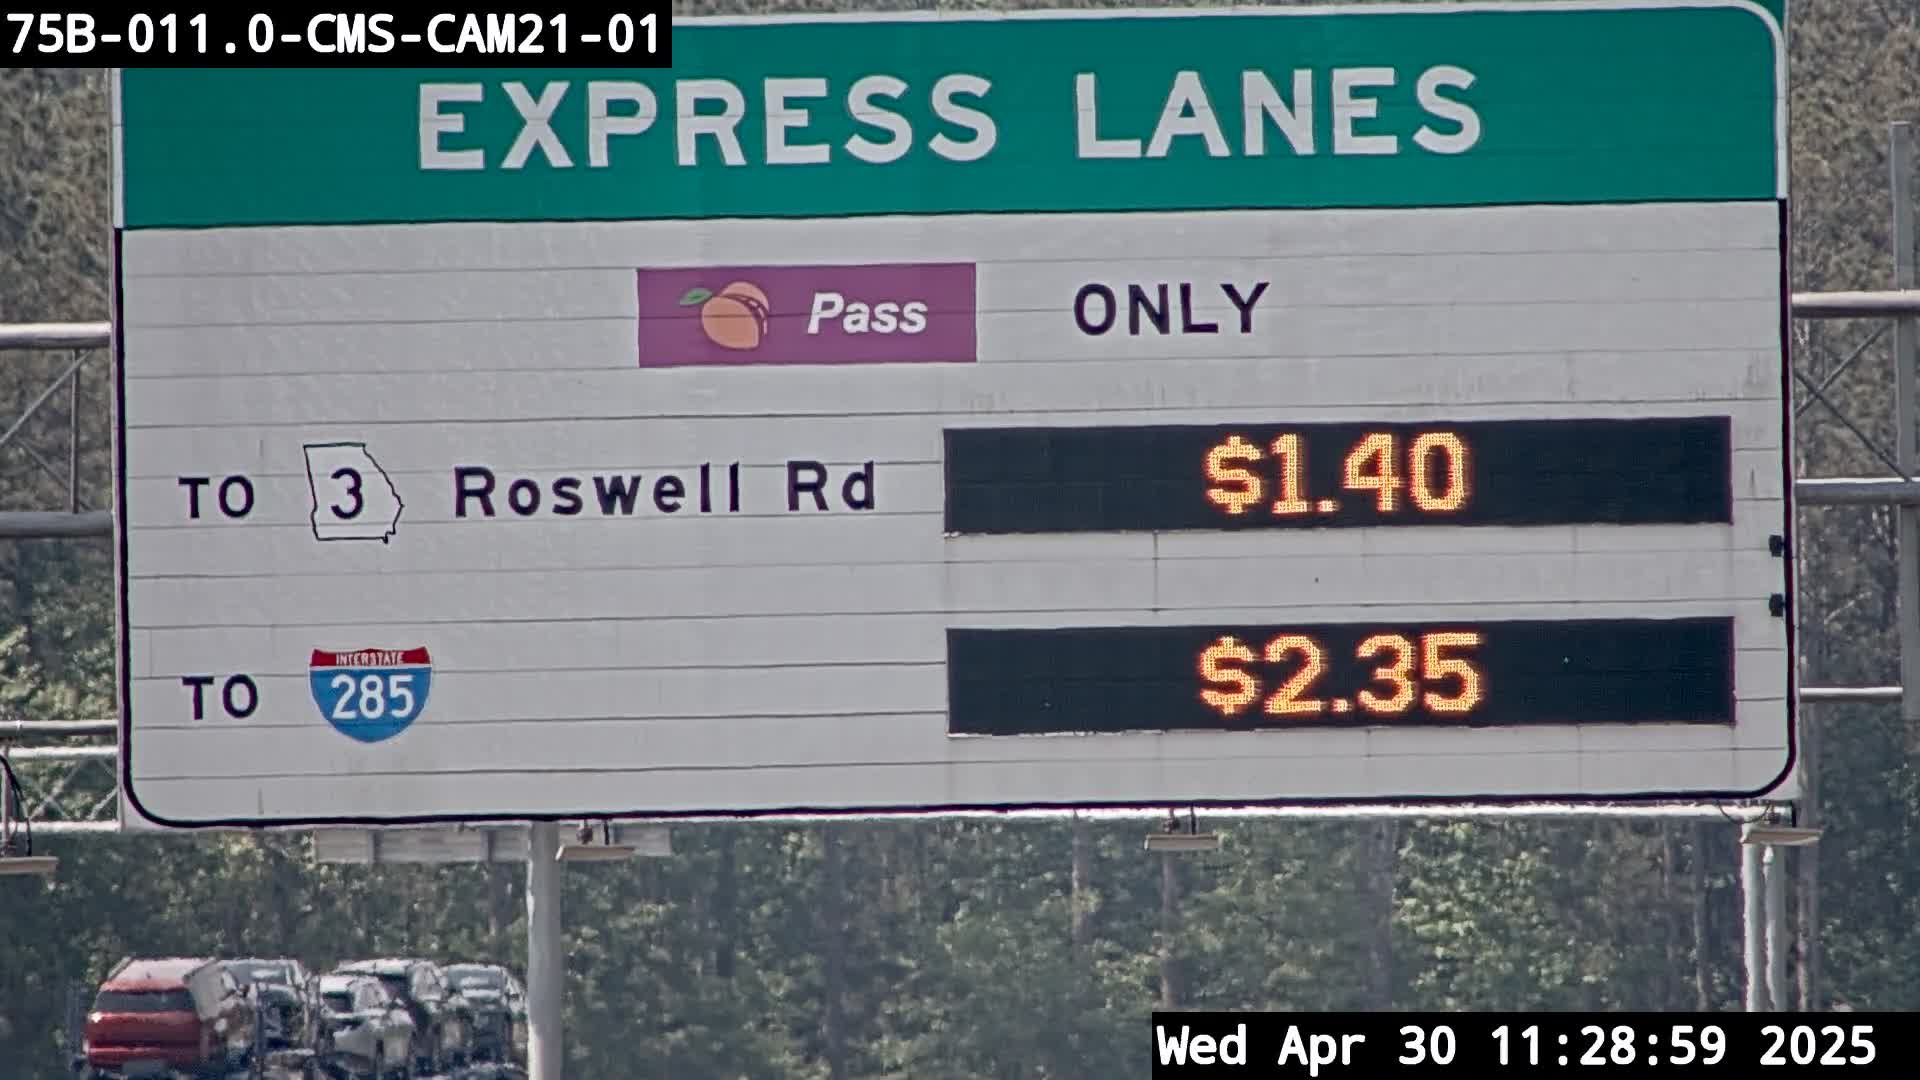 75B-011.0-CMS-CAM21-01
EXPRESS LANES
Pass ONLY
TO 3 Roswell Rd $1.40
INTERSTATE
TO 285 $2.35
Wed Apr 30 11:28:59 2025